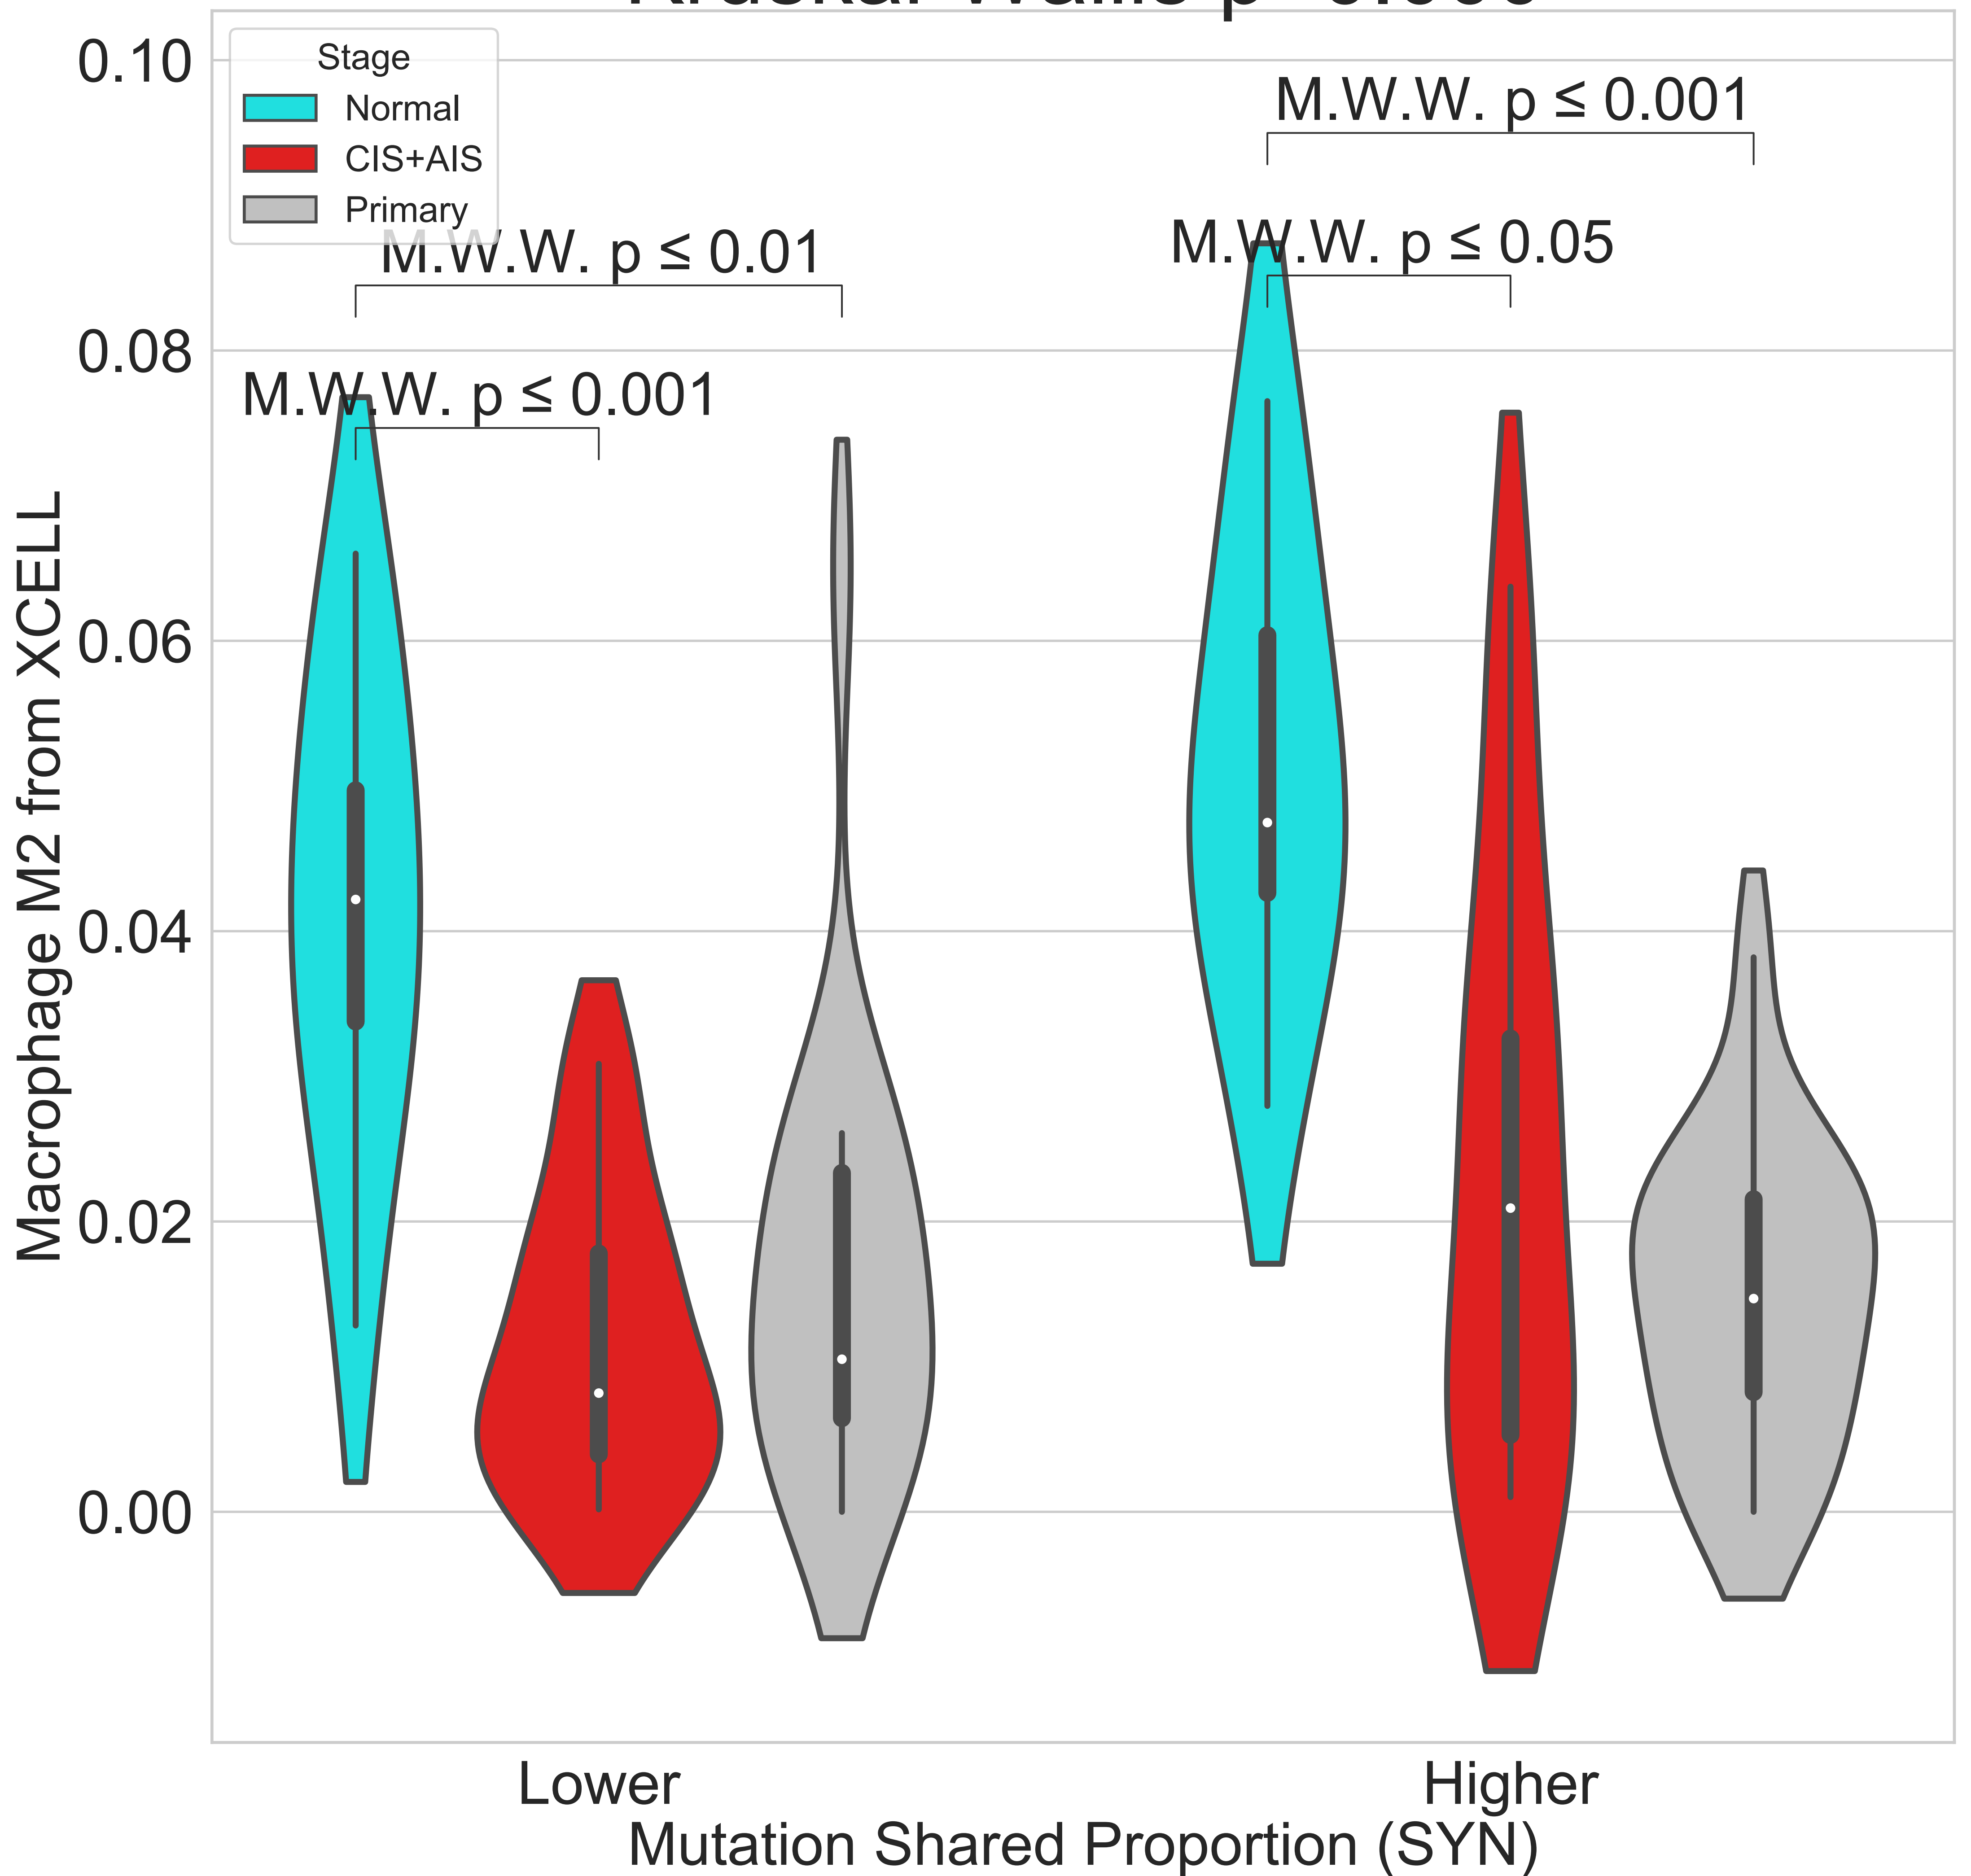 0.10
0.08
0.06
0.04
0.02
0.00
Macrophage M2 from XCELL
Stage
Normal
CIS+AIS
Primary
M.W.W. p ≤ 0.001
M.W.W. p ≤ 0.05
M.W.W. p ≤ 0.01
M.W.W. p ≤ 0.001
Lower
Higher
Mutation Shared Proportion (SYN)